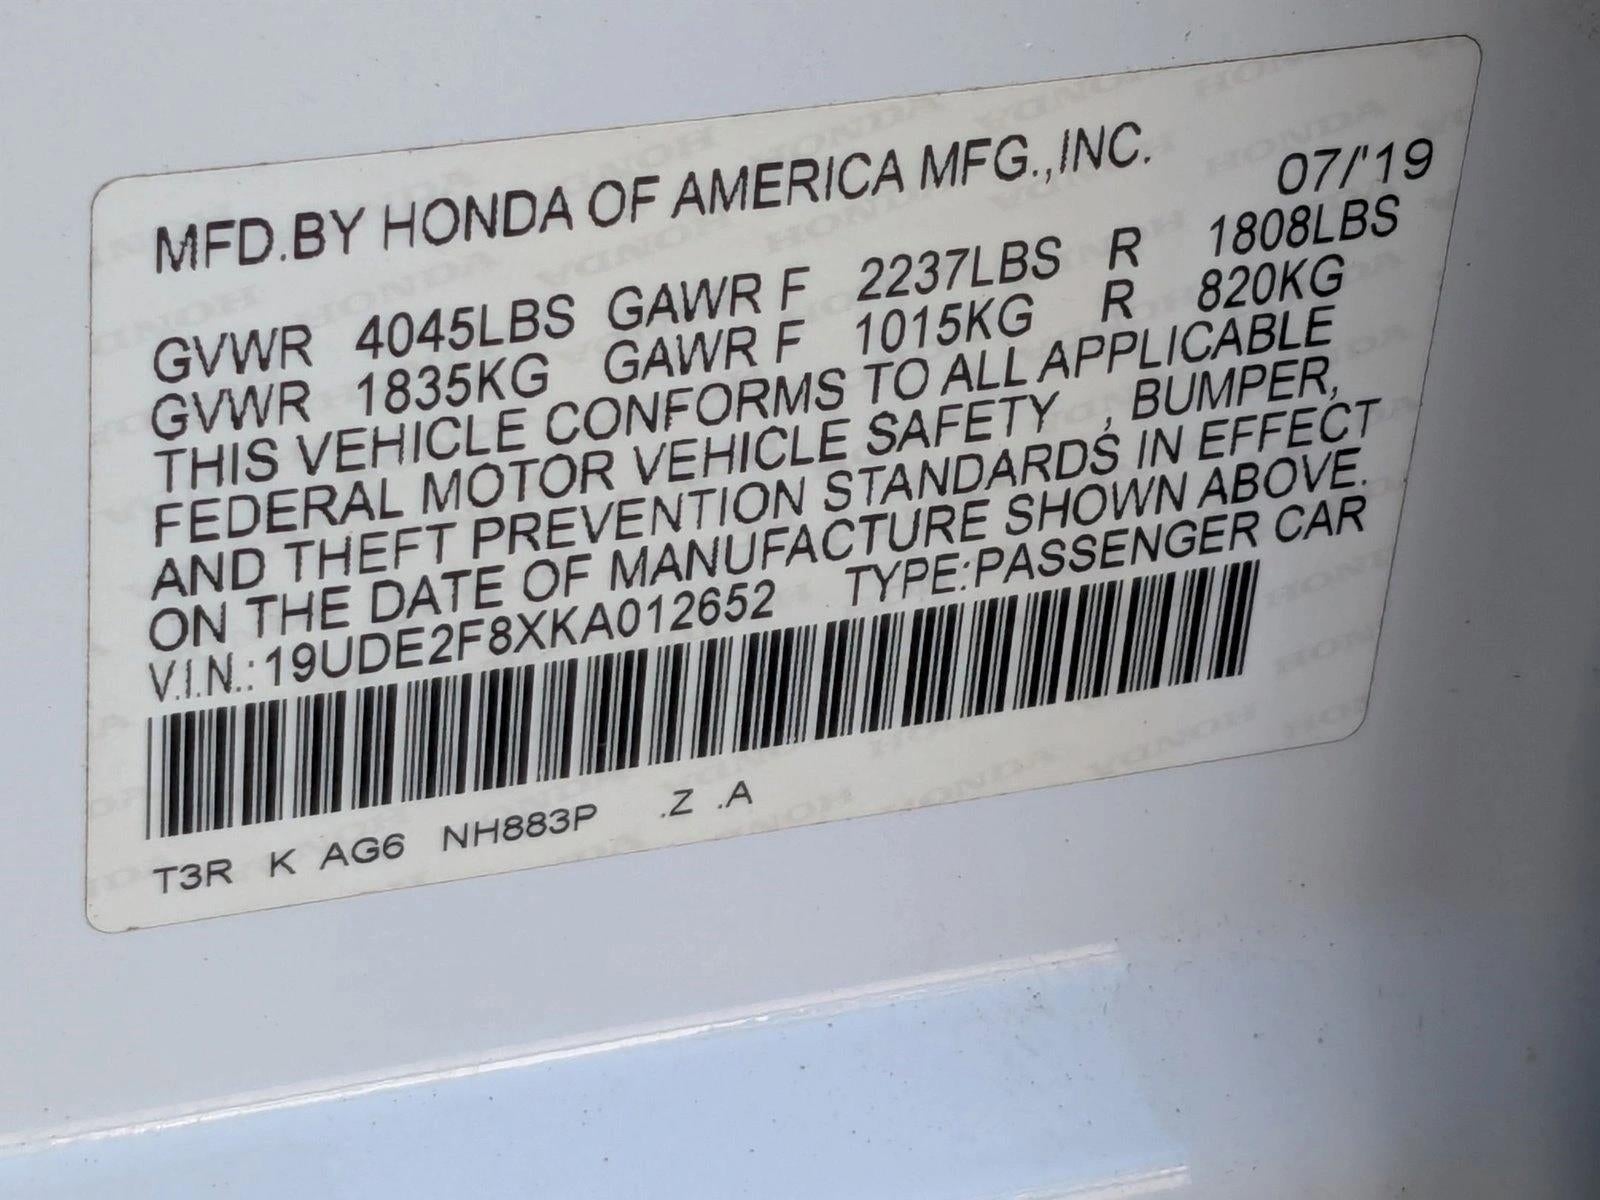 MFD.BY HONDA OF AMERICA MFG.,INC. 07/'19
GVWR 4045LBS GAWR F 2237LBS R 1808LBS
GVWR 1835KG GAWR F 1015KG R 820KG
THIS VEHICLE CONFORMS TO ALL APPLICABLE
FEDERAL MOTOR VEHICLE SAFETY , BUMPER,
AND THEFT PREVENTION STANDARDS IN EFFECT
ON THE DATE OF MANUFACTURE SHOWN ABOVE.
V.I.N.: 19UDE2F8XKA012652 TYPE:PASSENGER CAR
T3R K AG6 NH883P .Z .A